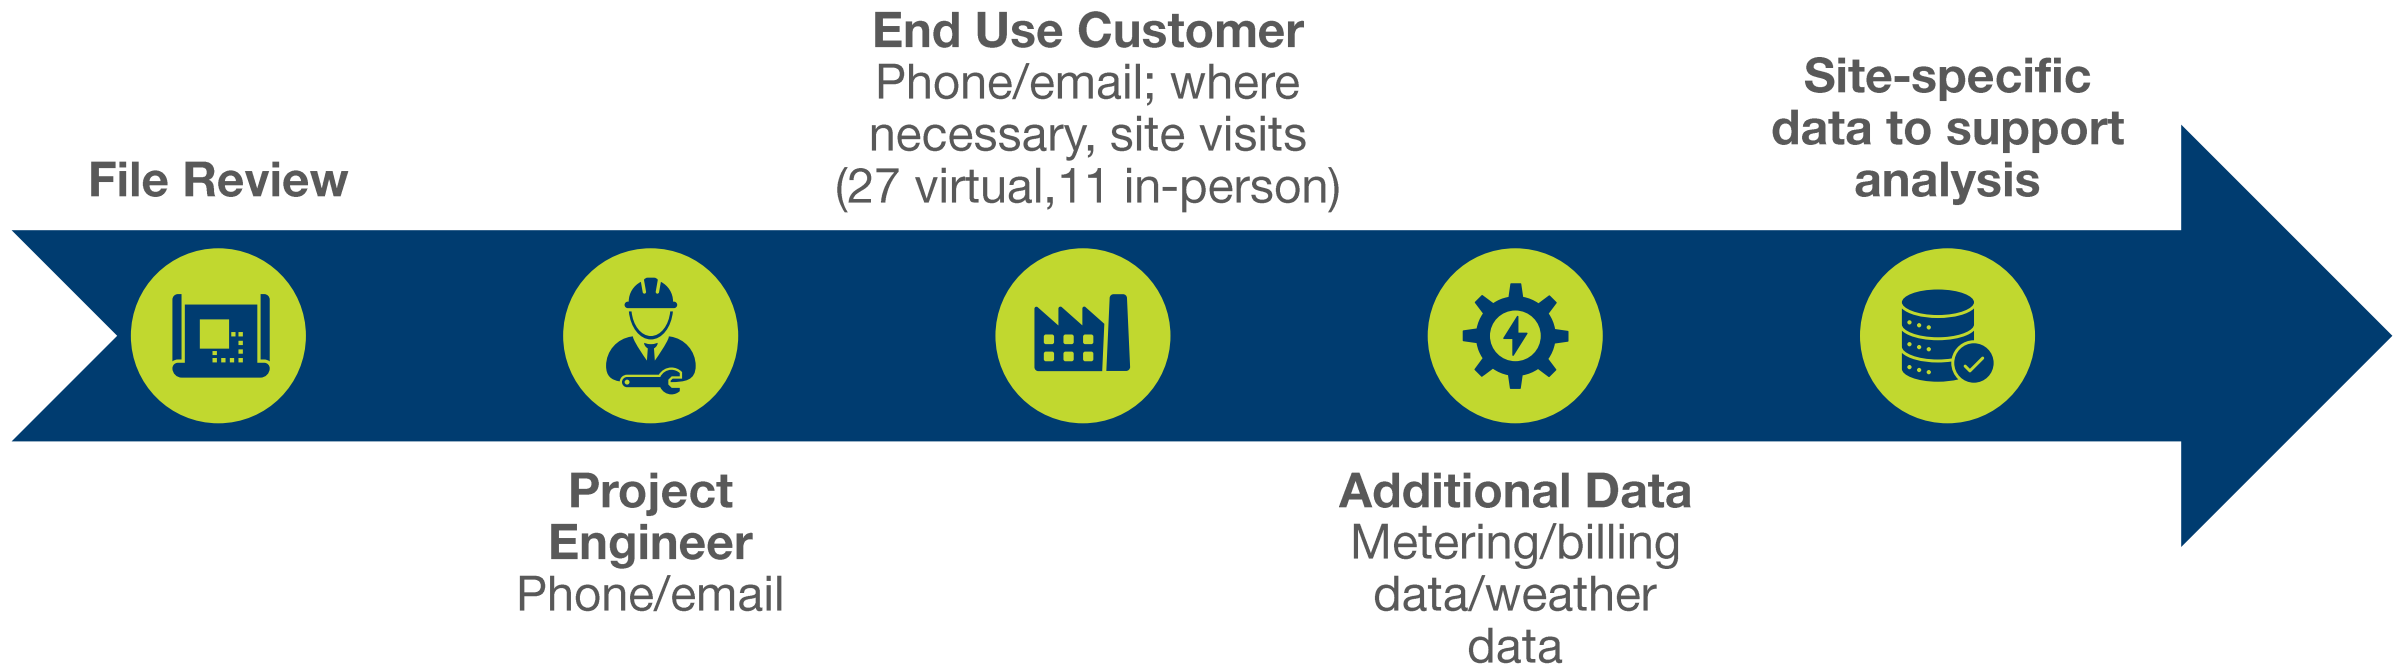 File Review
Project
Engineer
Phone/email
End Use Customer
Phone/email; where
necessary, site visits
(27 virtual,11 in-person)
Additional Data
Metering/billing
data/weather
data
Site-specific
data to support
analysis